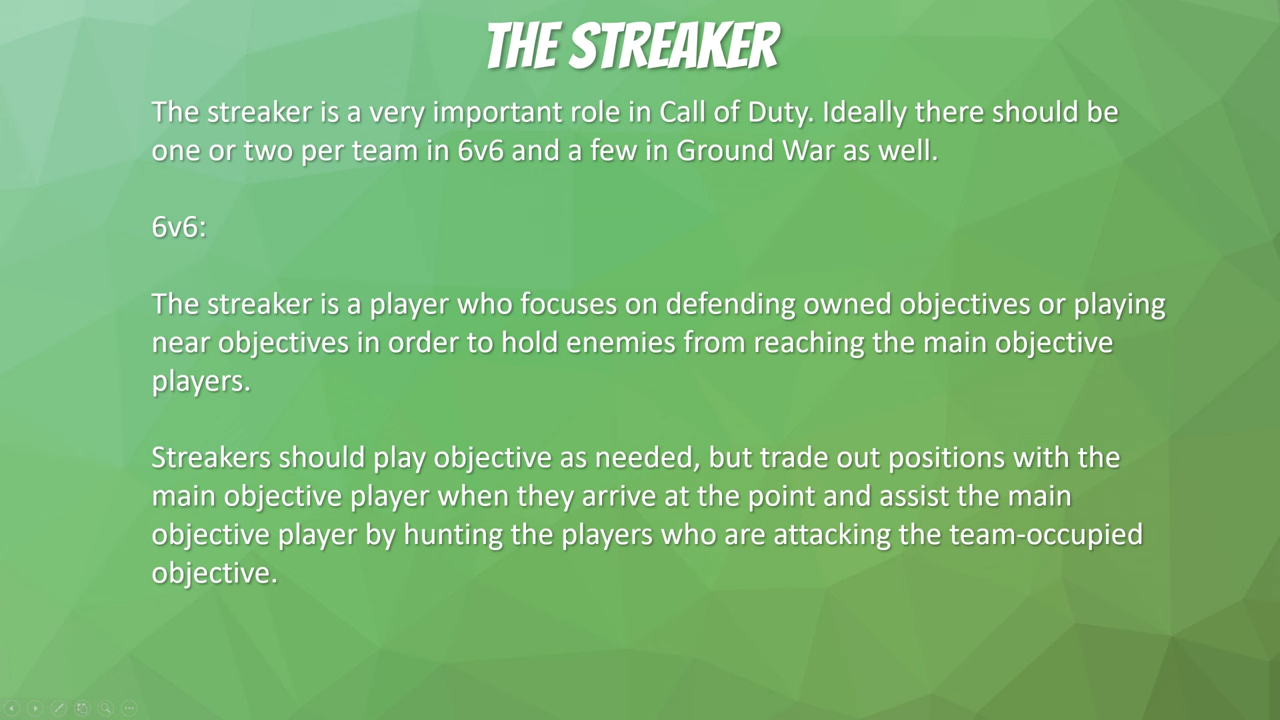 THE STREAKER
The streaker is a very important role in Call of Duty. Ideally there should be
one or two per team in 6v6 and a few in Ground War as well.
6v6:
The streaker is a player who focuses on defending owned objectives or playing
near objectives in order to hold enemies from reaching the main objective
players.
Streakers should play objective as needed, but trade out positions with the
main objective player when they arrive at the point and assist the main
objective player by hunting the players who are attacking the team-occupied
objective.